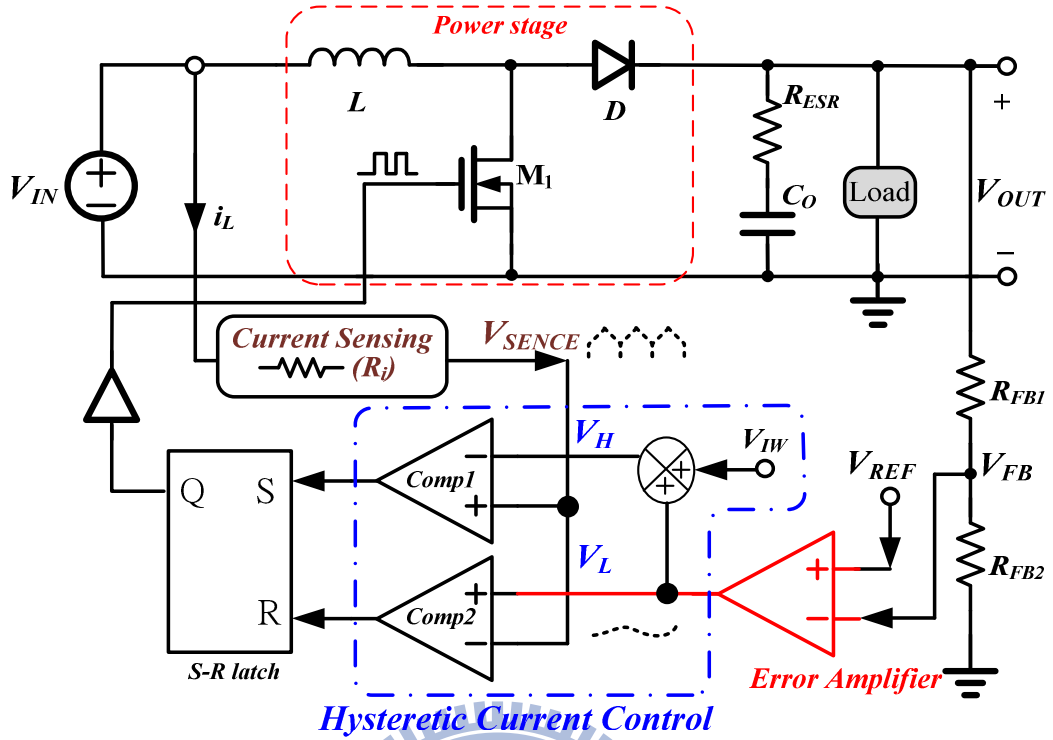 Power stage
L
D
R_ESR
+
M₁
V_IN
+
−
i_L
C_O
Load
V_OUT
−
Current Sensing
(R_i)
V_SENCE
R_FB1
V_H
V_IW
Comp1
−
+
+
+
V_REF
V_FB
Q
S
R
V_L
Comp2
+
−
+
−
R_FB2
S-R latch
Error Amplifier
Hysteretic Current Control